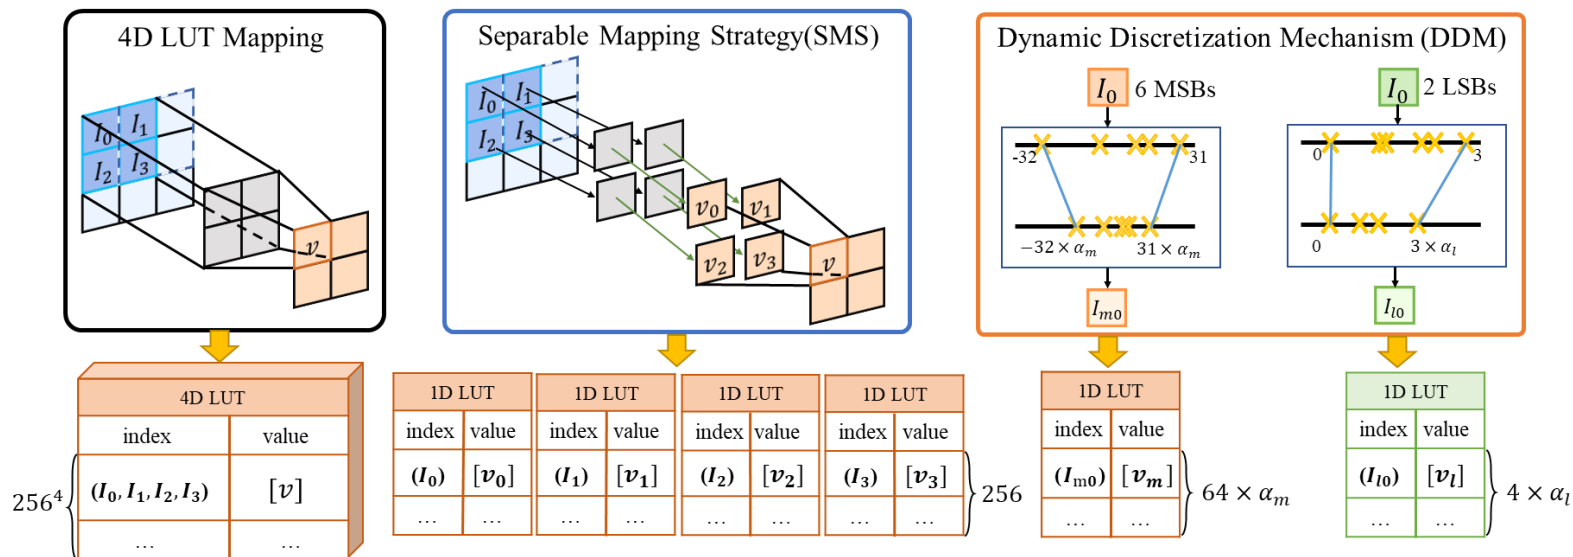 4D LUT Mapping
I₀ I₁
I₂ I₃
v
4D LUT
index value
256⁴
(I₀, I₁, I₂, I₃) [v]
... ...
Separable Mapping Strategy(SMS)
I₀ I₁
I₂ I₃
v₀ v₁
v₂ v₃
v
1D LUT
index value
(I₀) [v₀]
... ...
1D LUT
index value
(I₁) [v₁]
... ...
1D LUT
index value
(I₂) [v₂]
... ...
1D LUT
index value
(I₃) [v₃]
... ...
256
Dynamic Discretization Mechanism (DDM)
I₀ 6 MSBs
-32 31
−32 × αₘ 31 × αₘ
Iₘ₀
1D LUT
index value
(Iₘ₀) [vₘ]
... ...
64 × αₘ
I₀ 2 LSBs
0 3
0 3 × αₗ
Iₗ₀
1D LUT
index value
(Iₗ₀) [vₗ]
... ...
4 × αₗ